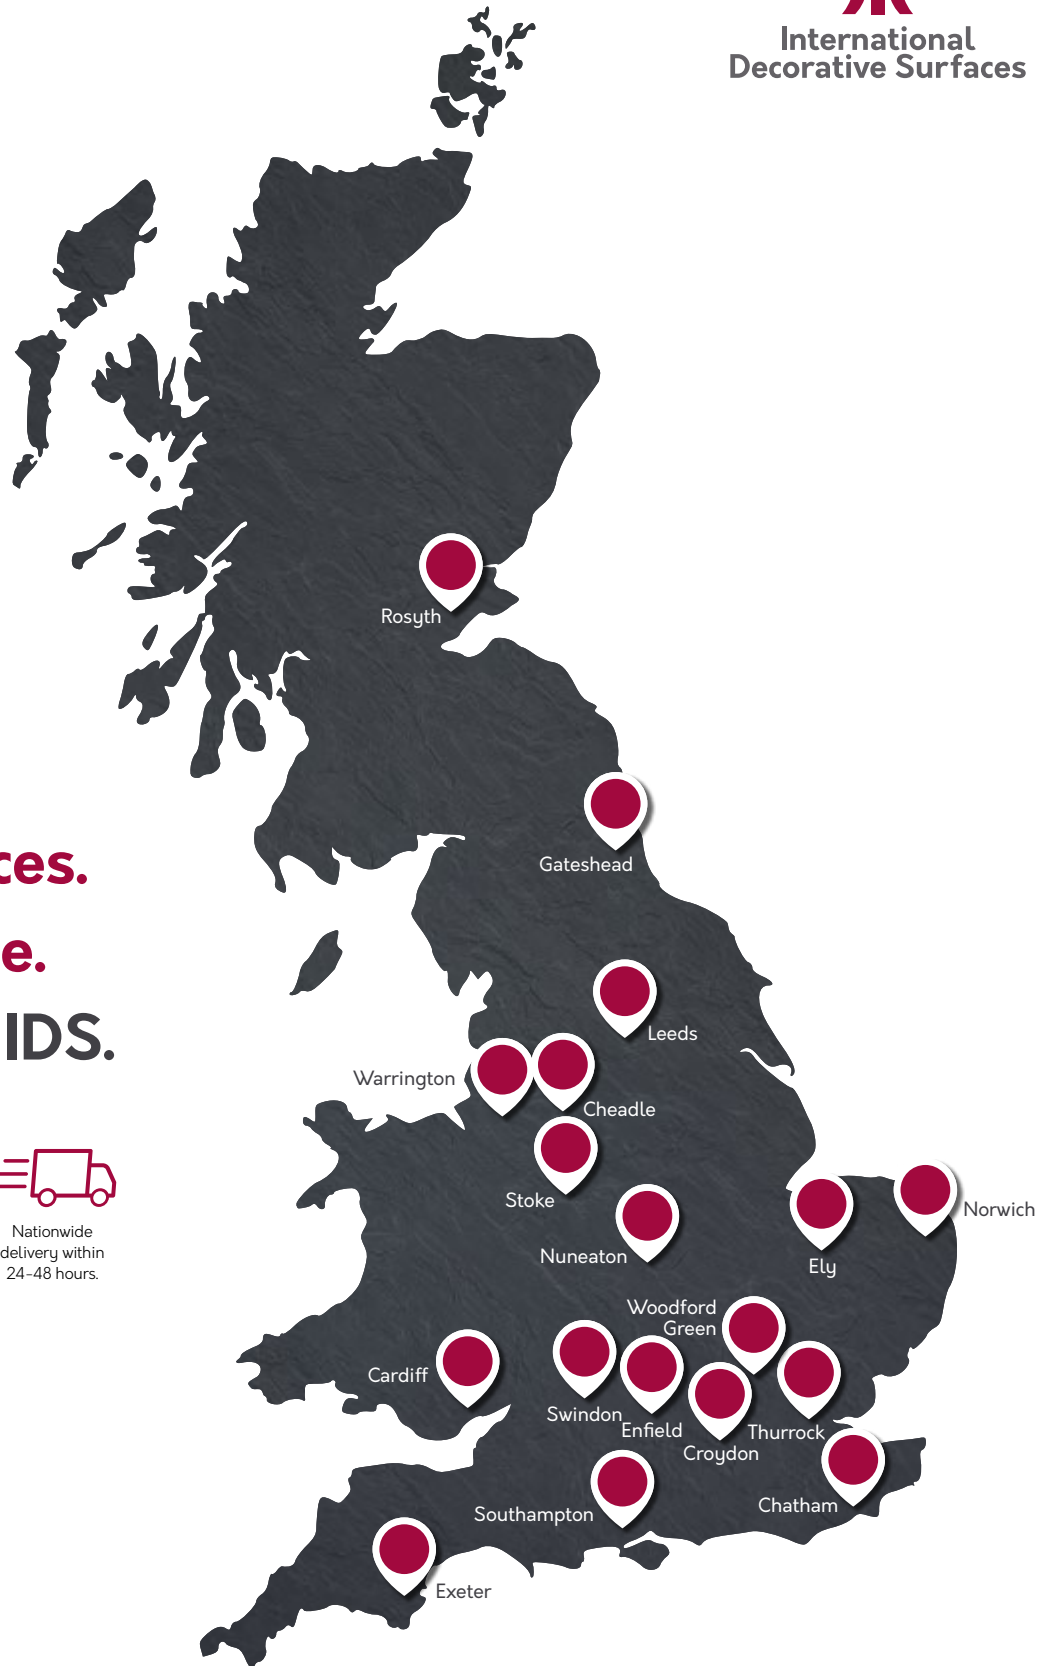 International
Decorative Surfaces
Rosyth
ces.
Gateshead
e.
IDS.
Leeds
Warrington
Cheadle
Stoke
Norwich
Nationwide
delivery within
24-48 hours.
Nuneaton
Ely
Woodford
Green
Cardiff
Swindon
Enfield
Thurrock
Croydon
Chatham
Southampton
Exeter